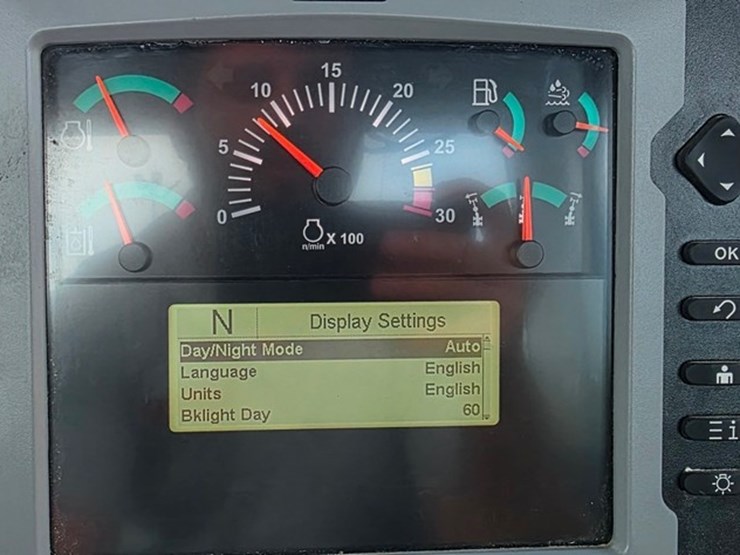 15
10
20
5
25
0
30
n/min X 100
N Display Settings
Day/Night Mode Auto
Language English
Units English
Bklight Day 60
OK
i